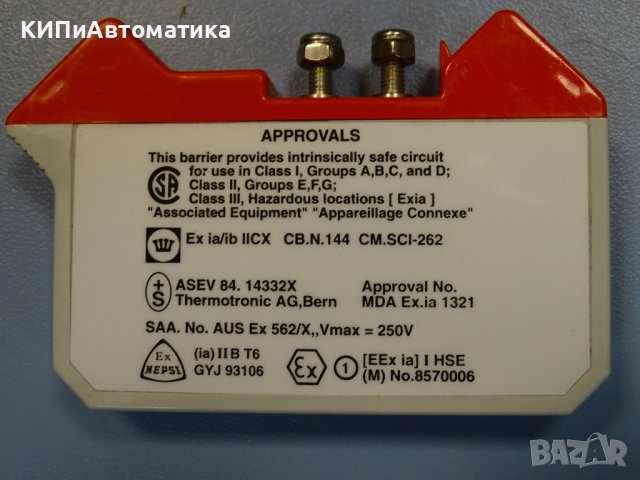 КИПиАвтоматика
APPROVALS
This barrier provides intrinsically safe circuit
for use in Class I, Groups A,B,C, and D;
Class II, Groups E,F,G;
Class III, Hazardous locations [ Exia ]
"Associated Equipment" "Appareillage Connexe"
SA
Ex ia/ib IICX CB.N.144 CM.SCI-262
+
S
ASEV 84. 14332X
Thermotronic AG,Bern
Approval No.
MDA Ex.ia 1321
SAA. No. AUS Ex 562/X,,Vmax = 250V
Ex
NEPSI
(ia) II B T6
GYJ 93106
Ex
1
[EEx ia] I HSE
(M) No.8570006
BAZAR